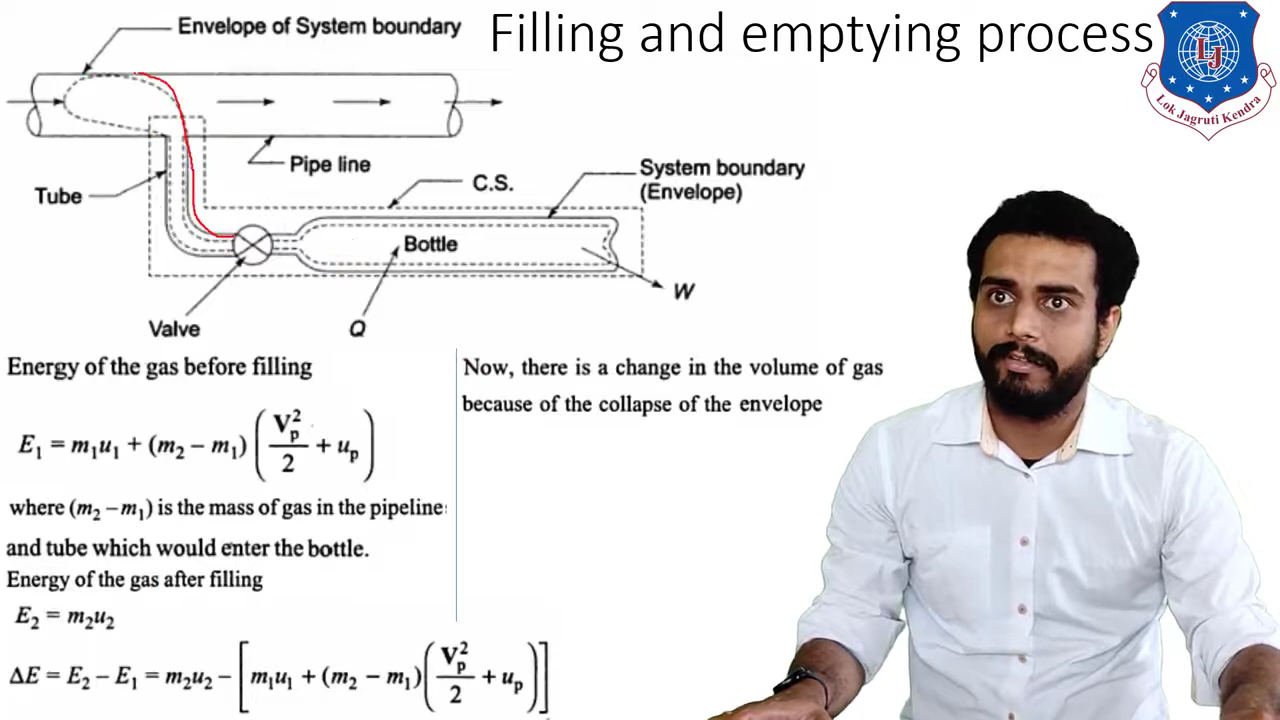 Filling and emptying process
LJ
Lok Jagruti Kendra
Envelope of System boundary
Pipe line
System boundary
(Envelope)
C.S.
Tube
Bottle
W
Valve
Q
Energy of the gas before filling
E₁ = m₁u₁ + (m₂ − m₁) (V²ₚ/2 + uₚ)
where (m₂ − m₁) is the mass of gas in the pipeline
and tube which would enter the bottle.
Energy of the gas after filling
E₂ = m₂u₂
ΔE = E₂ − E₁ = m₂u₂ − [m₁u₁ + (m₂ − m₁)(V²ₚ/2 + uₚ)]
Now, there is a change in the volume of gas
because of the collapse of the envelope